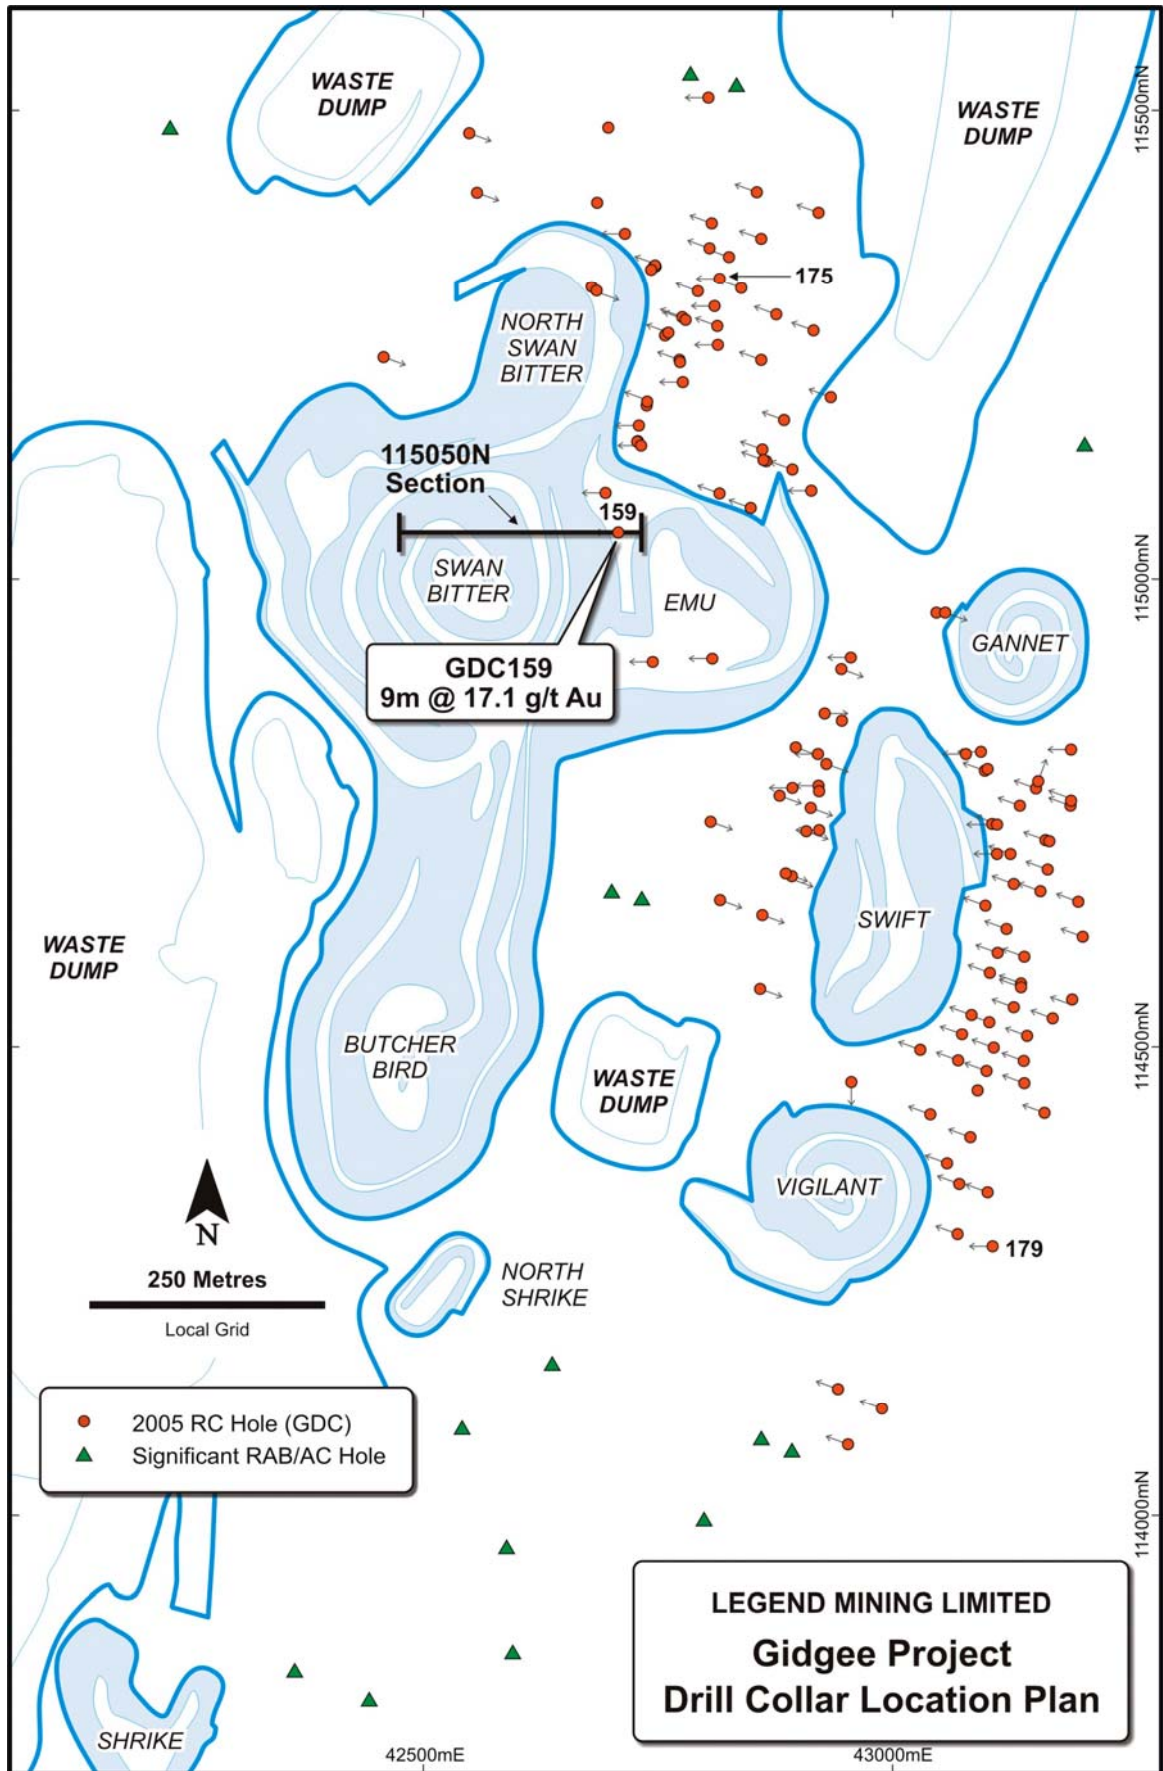 WASTE
DUMP
WASTE
DUMP
115500mN
175
NORTH
SWAN
BITTER
115050N
Section
159
SWAN
BITTER
EMU
115000mN
GANNET
GDC159
9m @ 17.1 g/t Au
SWIFT
WASTE
DUMP
BUTCHER
BIRD
114500mN
WASTE
DUMP
VIGILANT
N
179
250 Metres
Local Grid
NORTH
SHRIKE
2005 RC Hole (GDC)
Significant RAB/AC Hole
114000mN
LEGEND MINING LIMITED
Gidgee Project
Drill Collar Location Plan
SHRIKE
42500mE
43000mE